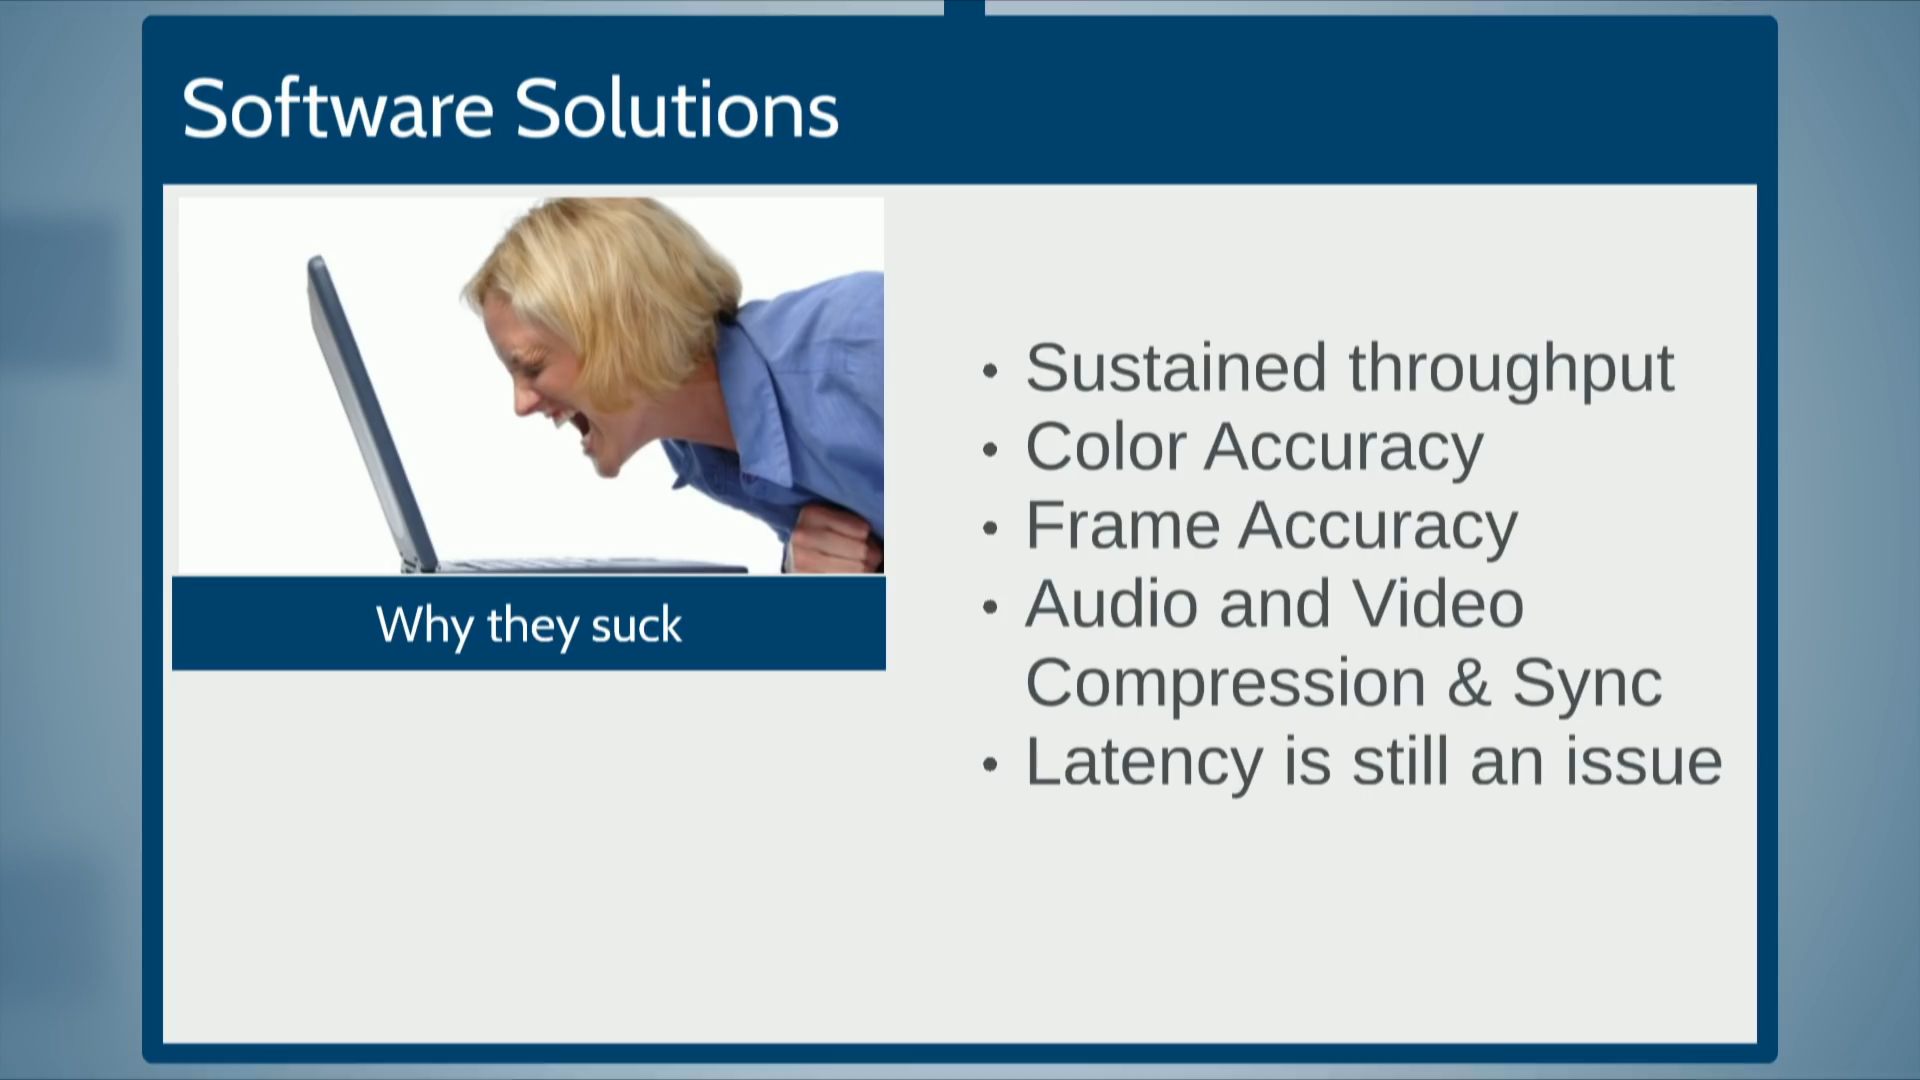 Software Solutions
Why they suck
• Sustained throughput
• Color Accuracy
• Frame Accuracy
• Audio and Video
Compression & Sync
• Latency is still an issue